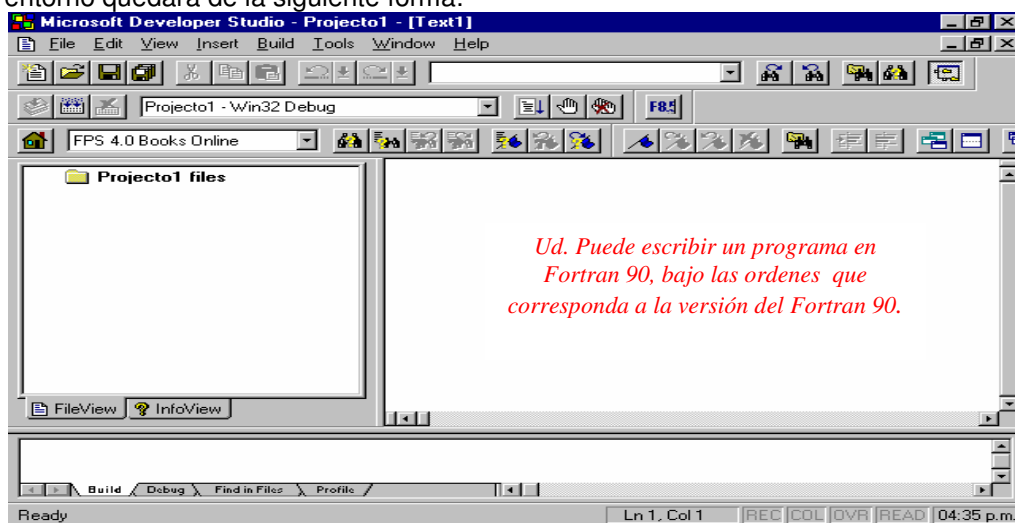 entorno quedará de la siguiente forma:
Microsoft Developer Studio - Projecto1 - [Text1]
File Edit View Insert Build Tools Window Help
Projecto1 - Win32 Debug
F8.5
FPS 4.0 Books Online
Projecto1 files
Ud. Puede escribir un programa en
Fortran 90, bajo las ordenes que
corresponda a la versión del Fortran 90.
FileView InfoView
Build Debug Find in Files Profile
Ready Ln 1, Col 1 REC COL OVR READ 04:35 p.m.